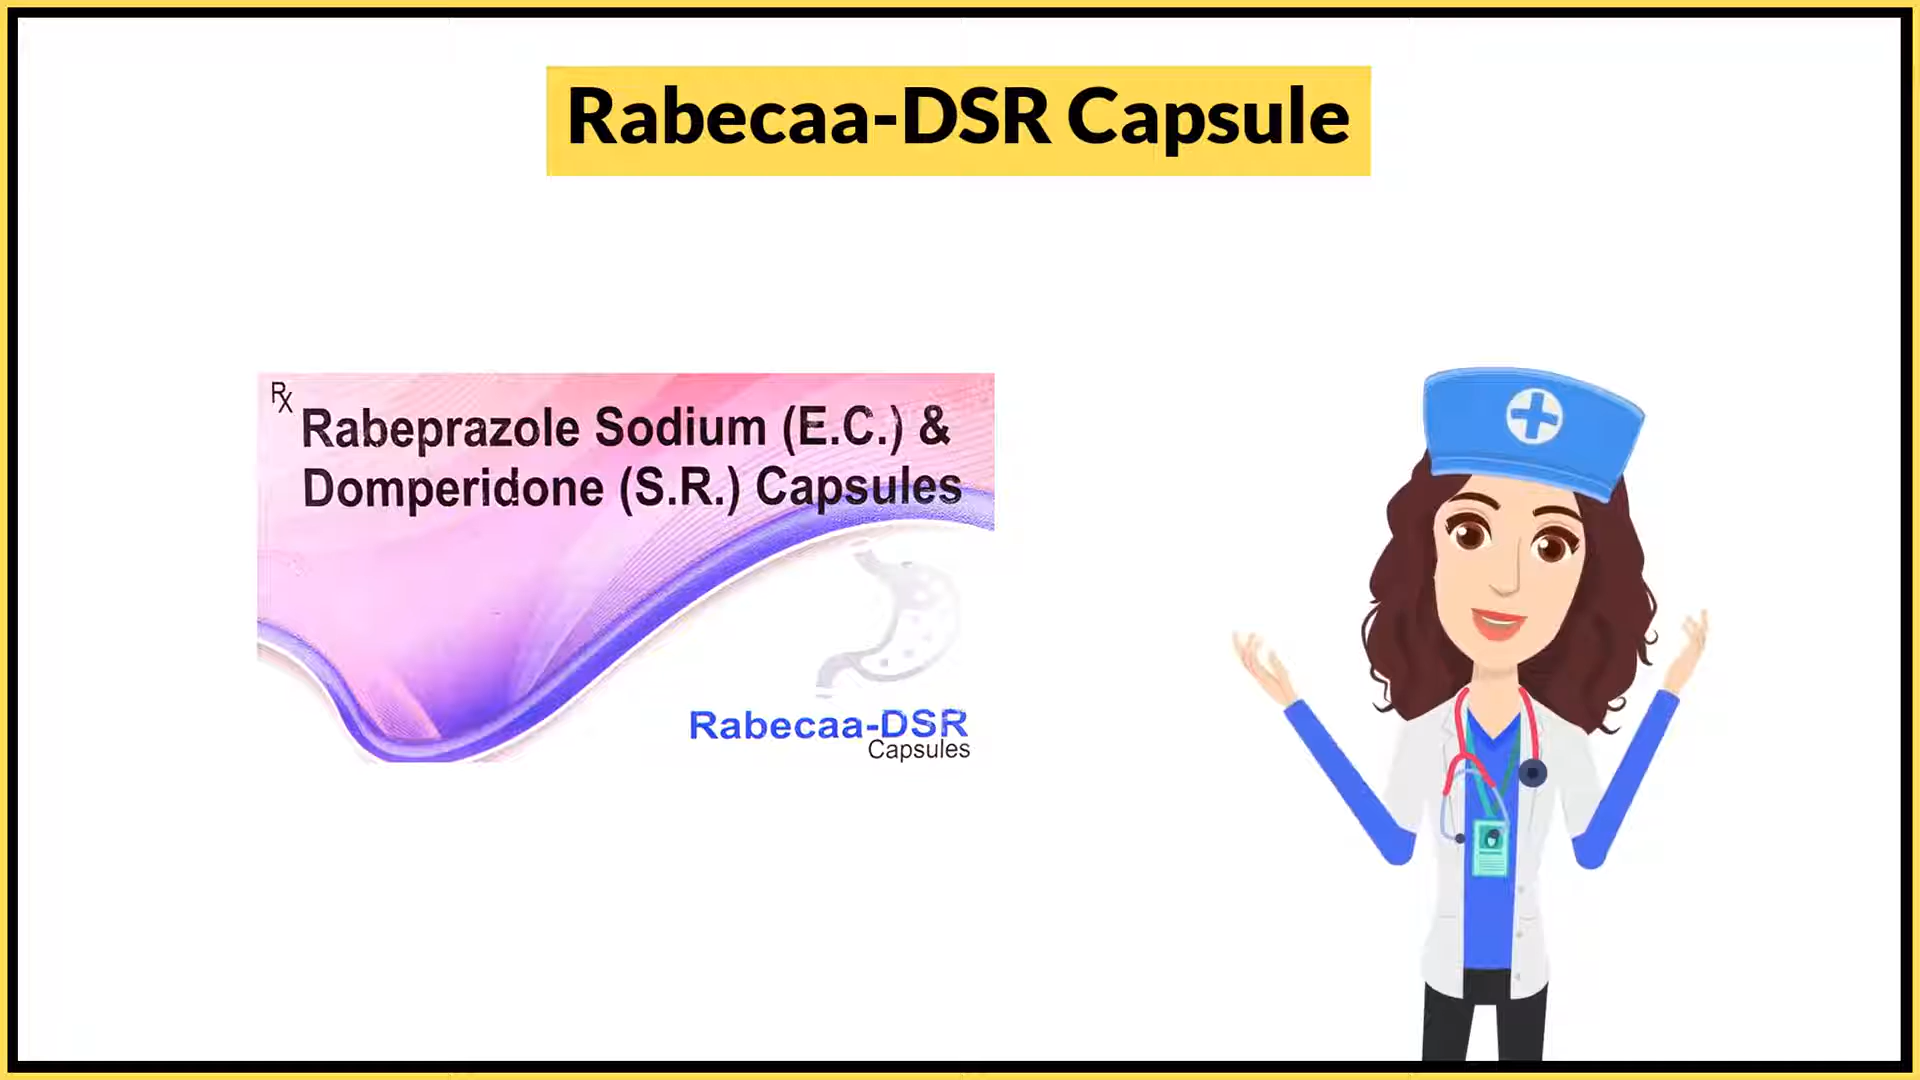 Rabecaa-DSR Capsule
Rx
Rabeprazole Sodium (E.C.) &
Domperidone (S.R.) Capsules
Rabecaa-DSR
Capsules